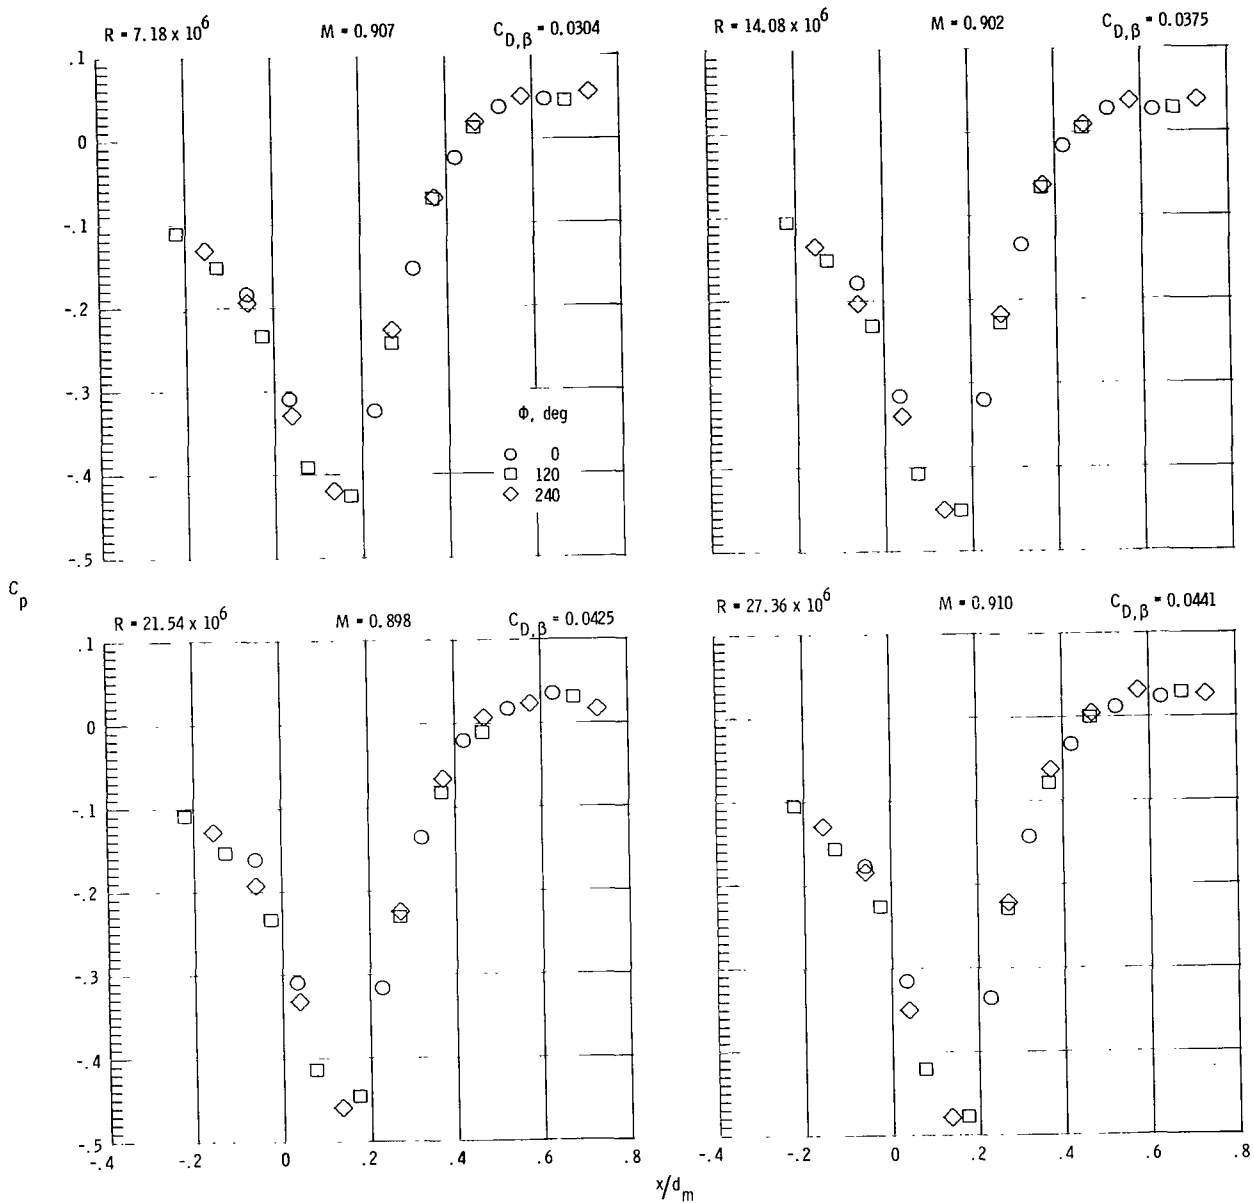 R = 7.18 x 10^6 M = 0.907 C_D,β = 0.0304
R = 14.08 x 10^6 M = 0.902 C_D,β = 0.0375
.1
0
-.1
-.2
-.3
-.4
-.5
Φ, deg
0
120
240
C_p
R = 21.54 x 10^6 M = 0.898 C_D,β = 0.0425
R = 27.36 x 10^6 M = 0.910 C_D,β = 0.0441
.1
0
-.1
-.2
-.3
-.4
-.5
-.4 -.2 0 .2 .4 .6 .8
-.4 -.2 0 .2 .4 .6 .8
x/d_m